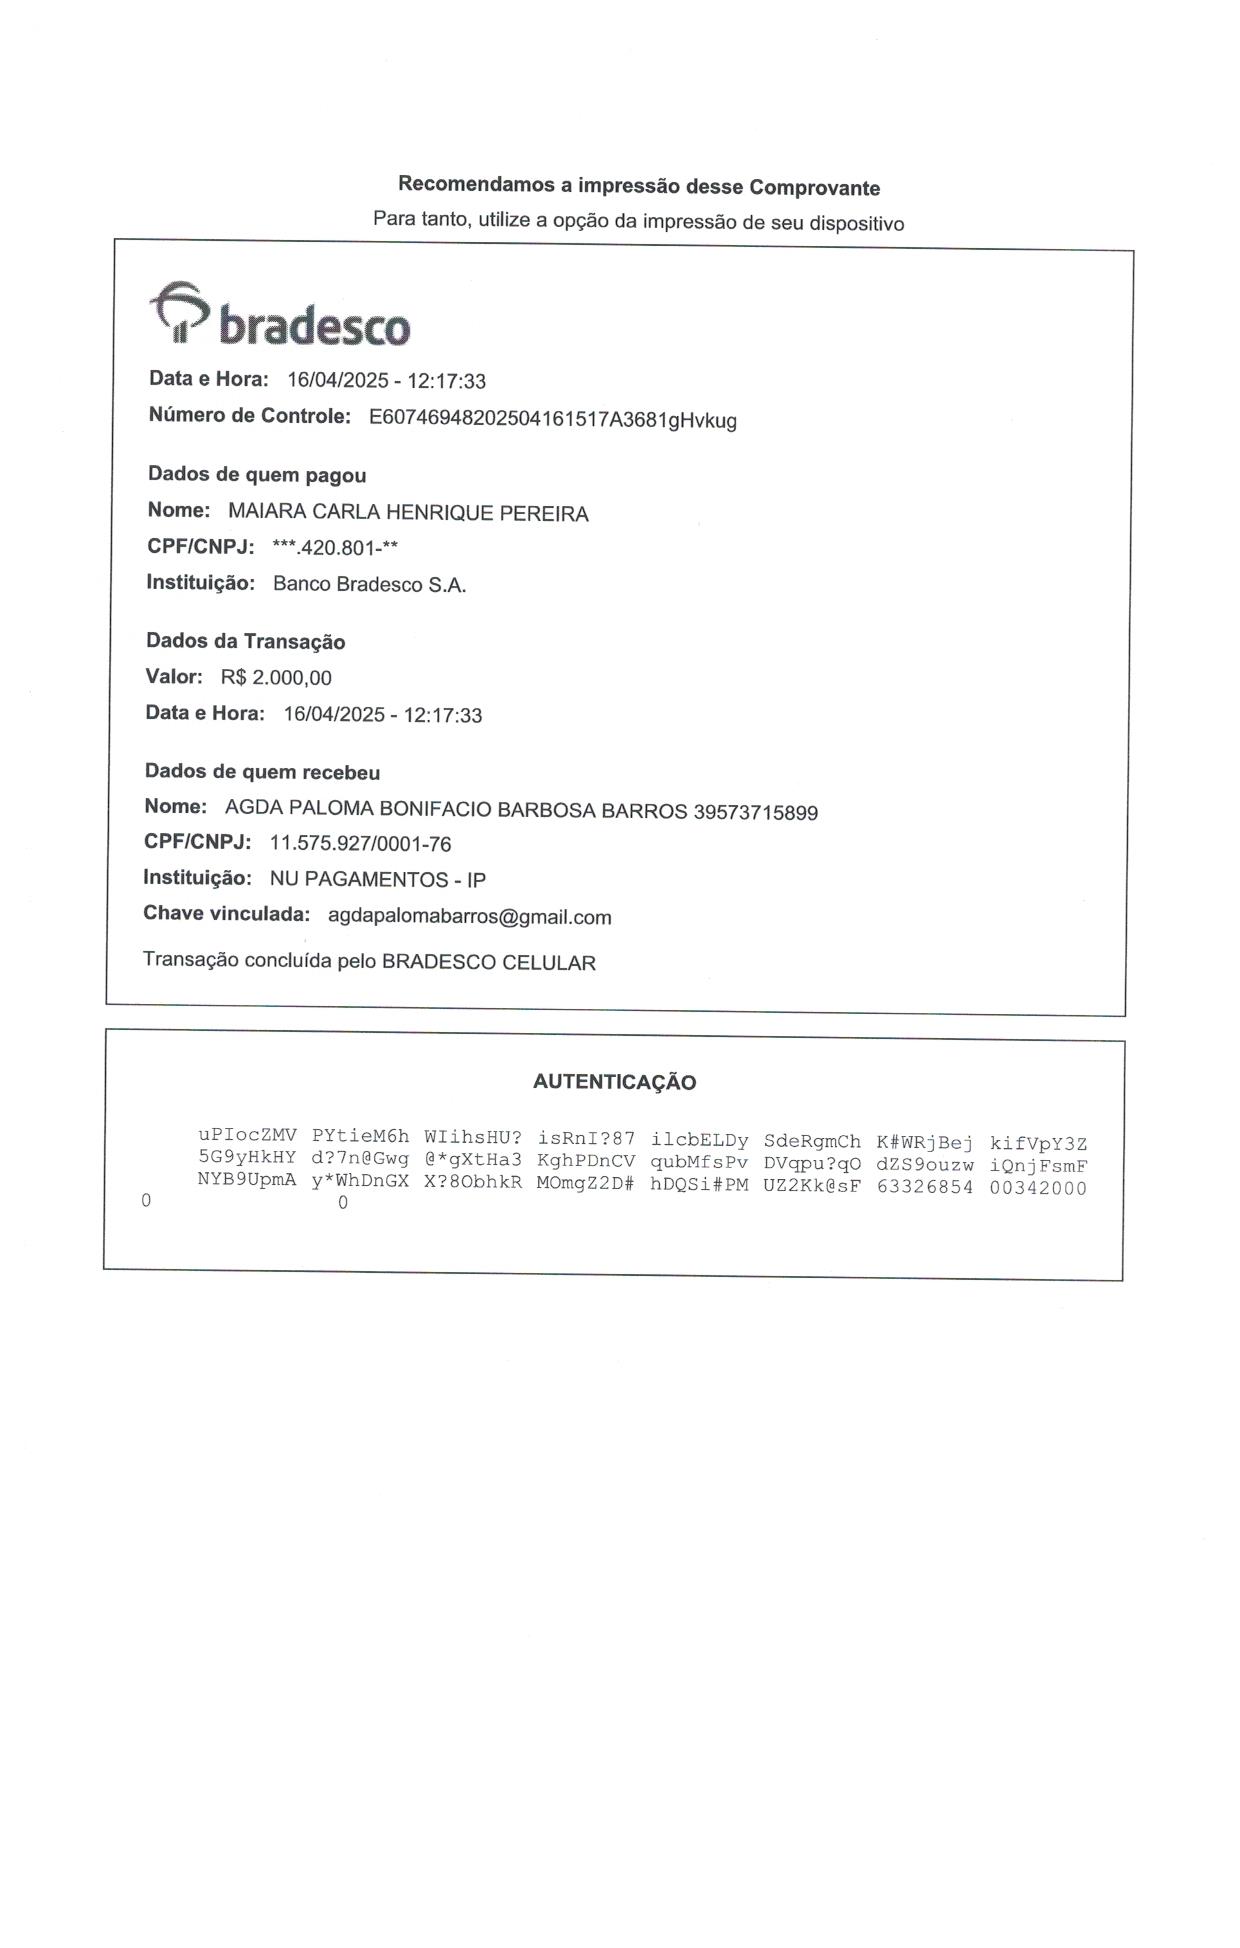 Recomendamos a impressão desse Comprovante
Para tanto, utilize a opção da impressão de seu dispositivo
bradesco
Data e Hora: 16/04/2025 - 12:17:33
Número de Controle: E60746948202504161517A3681gHvkug
Dados de quem pagou
Nome: MAIARA CARLA HENRIQUE PEREIRA
CPF/CNPJ: ***.420.801-**
Instituição: Banco Bradesco S.A.
Dados da Transação
Valor: R$ 2.000,00
Data e Hora: 16/04/2025 - 12:17:33
Dados de quem recebeu
Nome: AGDA PALOMA BONIFACIO BARBOSA BARROS 39573715899
CPF/CNPJ: 11.575.927/0001-76
Instituição: NU PAGAMENTOS - IP
Chave vinculada: agdapalomabarros@gmail.com
Transação concluída pelo BRADESCO CELULAR
AUTENTICAÇÃO
uPIocZMV PYtieM6h WIihsHU? isRnI?87 ilcbELDy SdeRgmCh K#WRjBej kifVpY3Z
5G9yHkHY d?7n@Gwg @*gXtHa3 KghPDnCV qubMfsPv DVqpu?qO dZS9ouzw iQnjFsmF
NYB9UpmA y*WhDnGX X?8ObhkR MOmgZ2D# hDQSi#PM UZ2Kk@sF 63326854 00342000
0 0